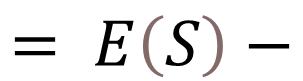 = E(S) −